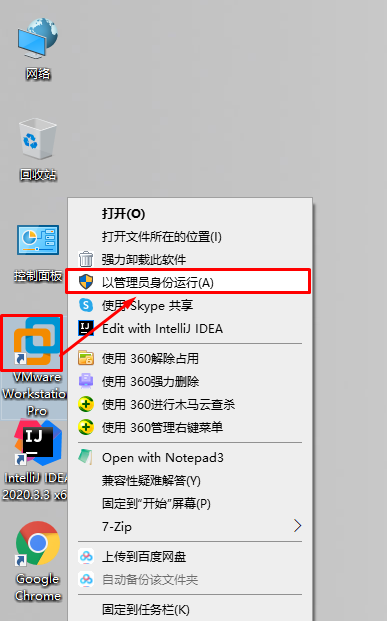 网络
回收站
控制面板
VMware
Workstation
Pro
IntelliJ IDEA
2020.3.3 x6
Google
Chrome
打开(O)
打开文件所在的位置(I)
强力卸载此软件
以管理员身份运行(A)
使用 Skype 共享
Edit with IntelliJ IDEA
使用 360解除占用
使用 360强力删除
使用 360进行木马云查杀
使用 360管理右键菜单
Open with Notepad3
兼容性疑难解答(Y)
固定到"开始"屏幕(P)
7-Zip
上传到百度网盘
自动备份该文件夹
固定到任务栏(K)